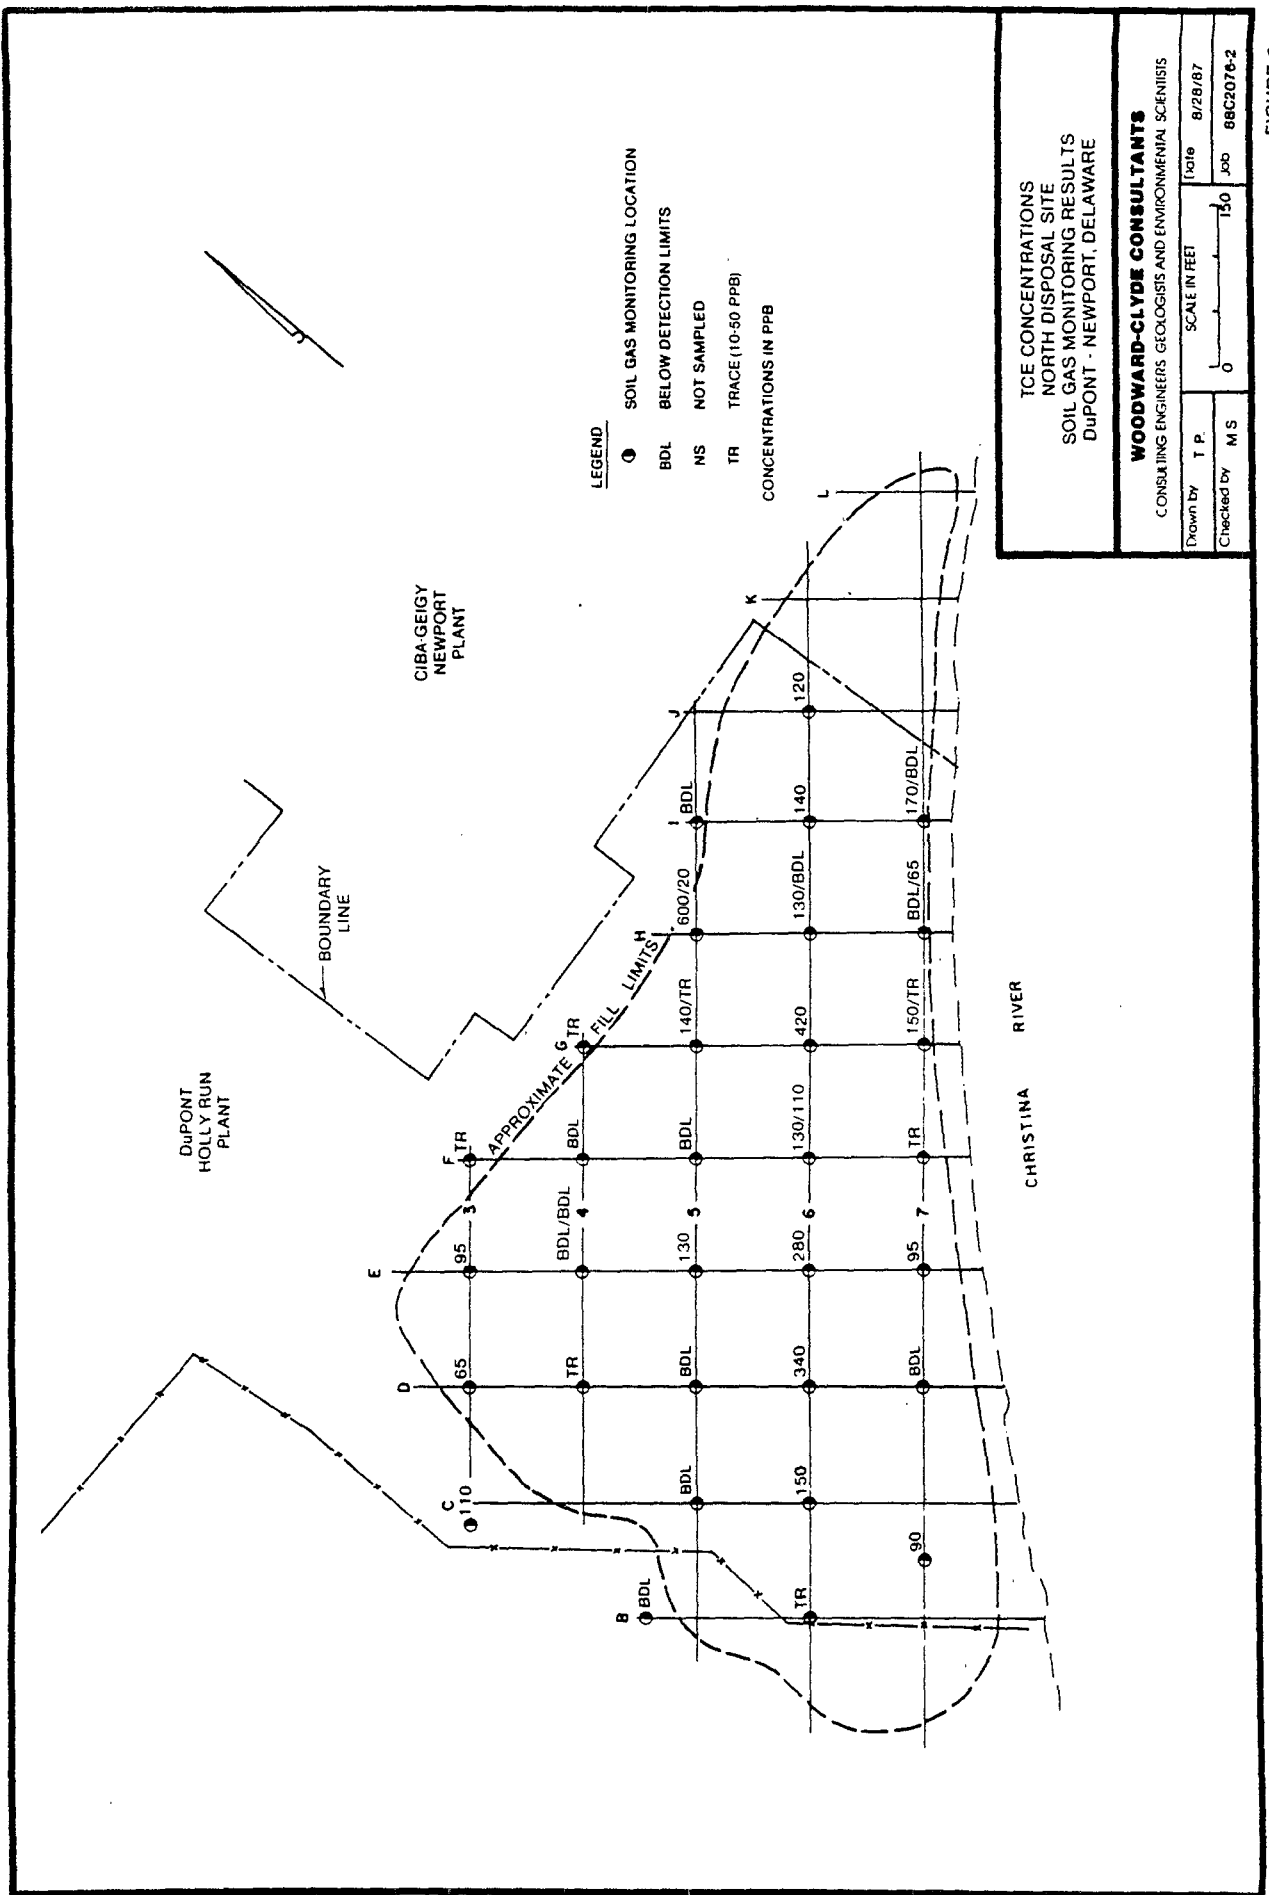 DuPONT
HOLLY RUN
PLANT
BOUNDARY
LINE
CIBA-GEIGY
NEWPORT
PLANT
LEGEND
SOIL GAS MONITORING LOCATION
BDL BELOW DETECTION LIMITS
NS NOT SAMPLED
TR TRACE (10-50 PPB)
CONCENTRATIONS IN PPB
APPROXIMATE FILL LIMITS
B
C
D
E
F
G
H
I
J
K
L
3
4
5
6
7
110
65
95
TR
TR
BDL/BDL
BDL
TR
BDL
BDL
BDL
130
BDL
140/TR
600/20
BDL
TR
150
340
280
130/110
420
130/BDL
140
120
90
BDL
95
TR
150/TR
BDL/65
170/BDL
CHRISTINA RIVER
TCE CONCENTRATIONS
NORTH DISPOSAL SITE
SOIL GAS MONITORING RESULTS
DuPONT - NEWPORT, DELAWARE
WOODWARD-CLYDE CONSULTANTS
CONSULTING ENGINEERS GEOLOGISTS AND ENVIRONMENTAL SCIENTISTS
Drawn by T P.
SCALE IN FEET
0 150
Date 8/28/87
Checked by M S
Job 88C2076-2